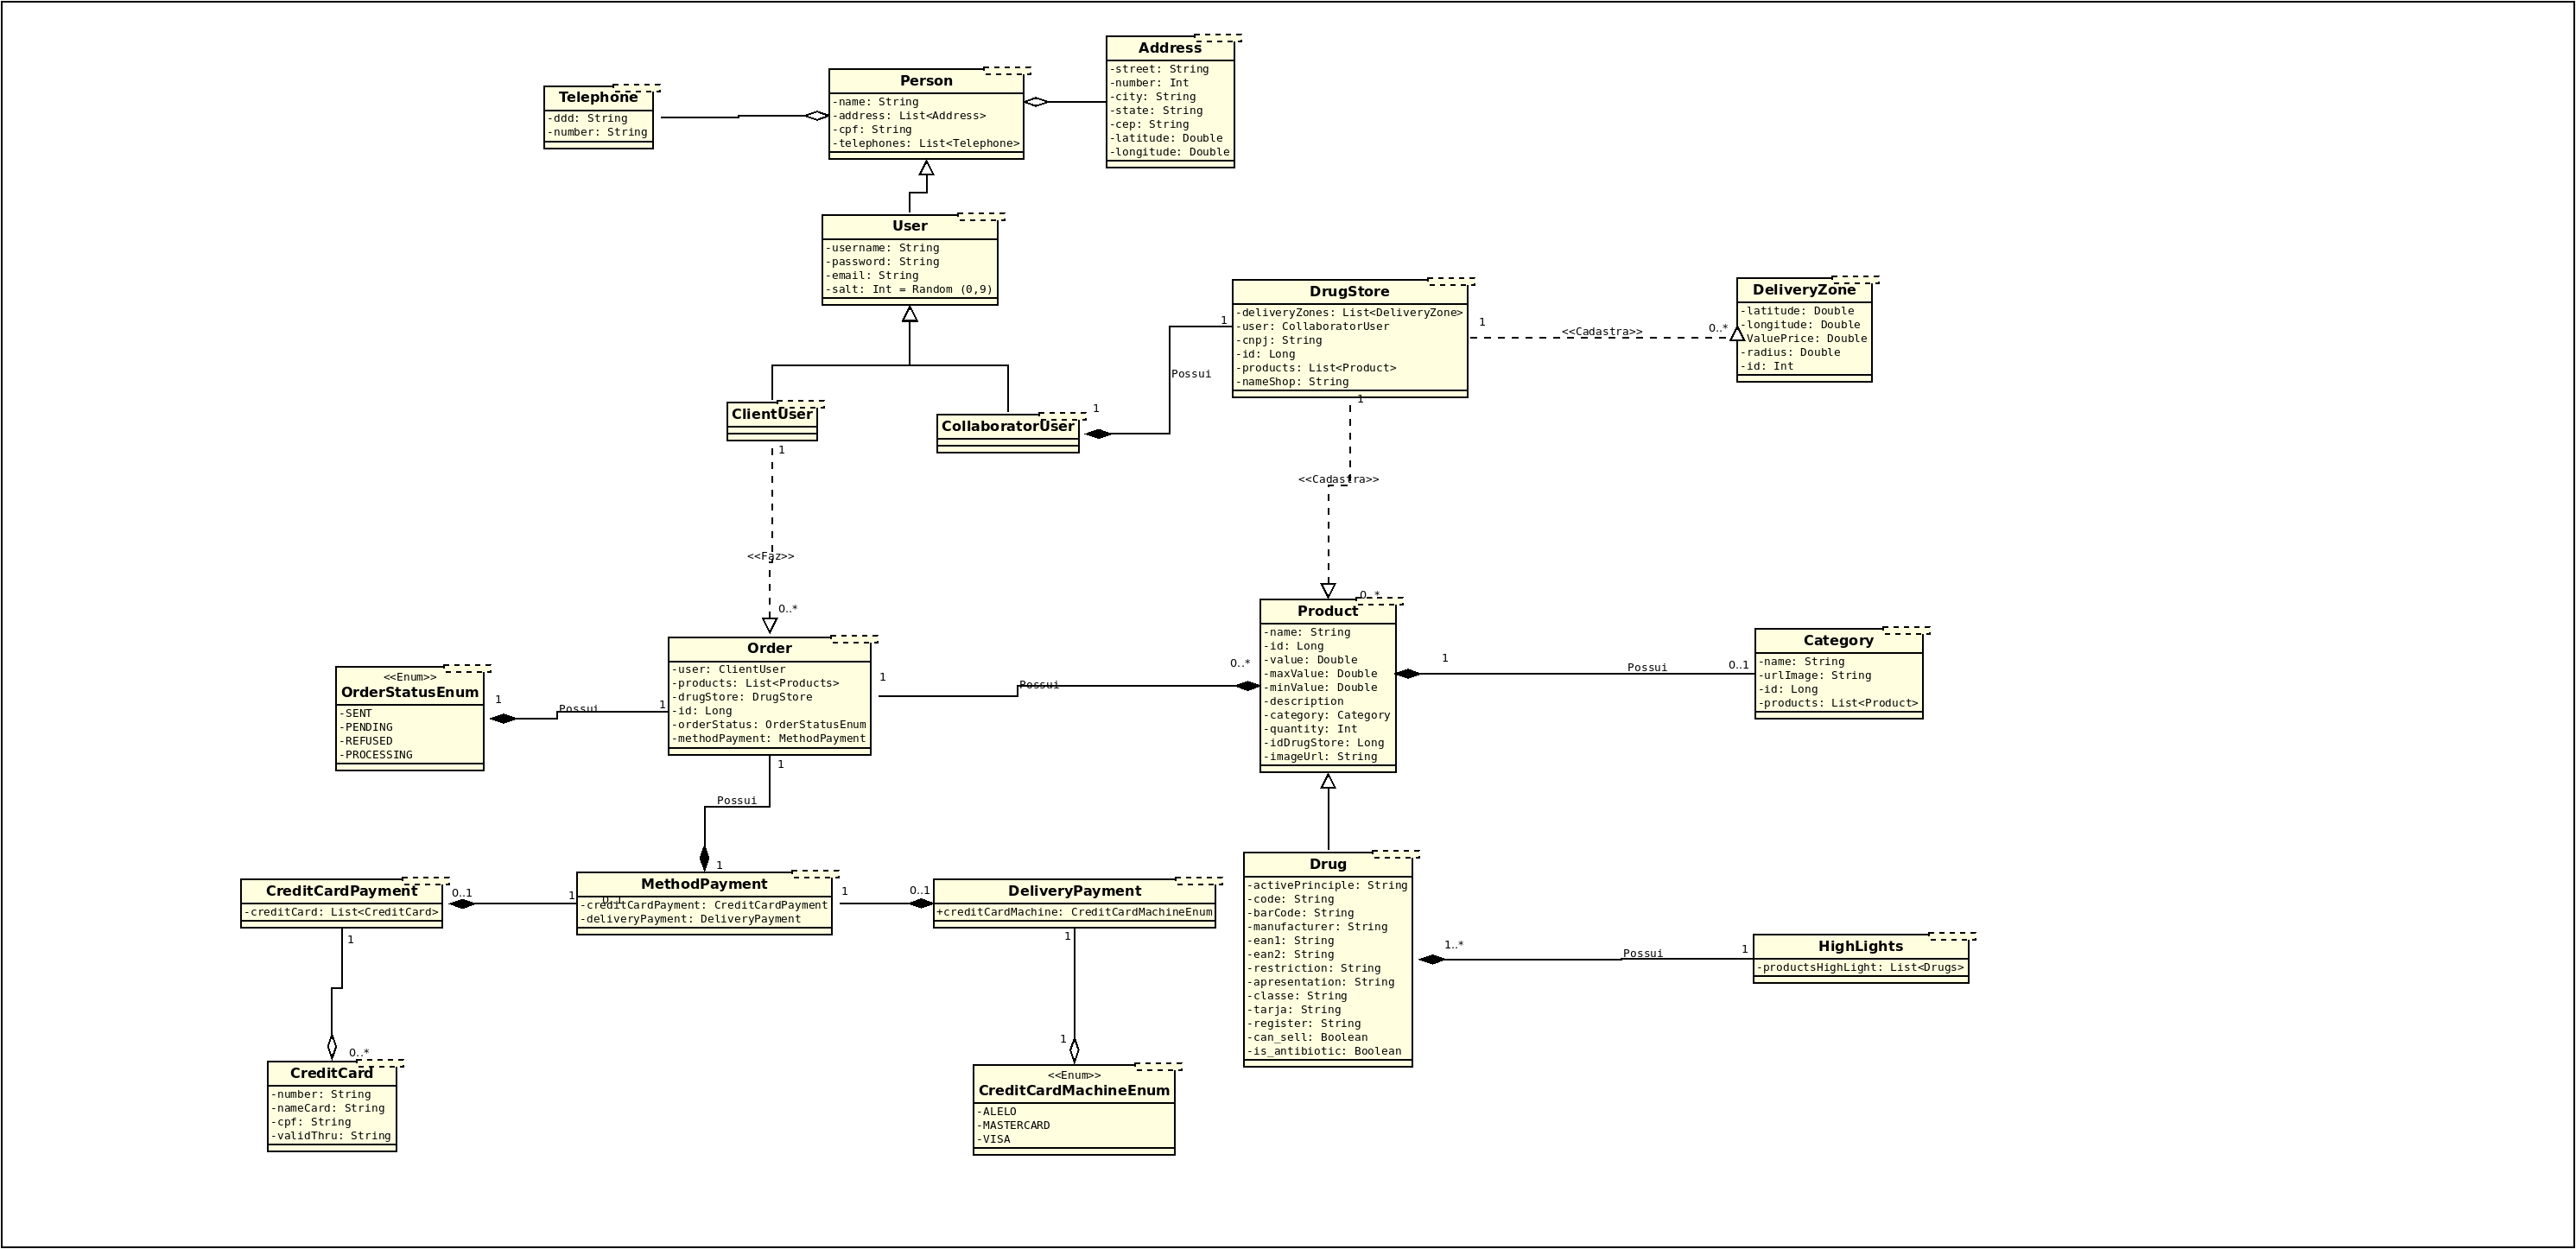 Address
-street: String
-number: Int
-city: String
-state: String
-cep: String
-latitude: Double
-longitude: Double
Person
-name: String
-address: List<Address>
-cpf: String
-telephones: List<Telephone>
Telephone
-ddd: String
-number: String
User
-username: String
-password: String
-email: String
-salt: Int = Random (0,9)
DrugStore
-deliveryZones: List<DeliveryZone>
-user: CollaboratorUser
-cnpj: String
-id: Long
-products: List<Product>
-nameShop: String
1
<<Cadastra>>
0..*
DeliveryZone
-latitude: Double
-longitude: Double
-ValuePrice: Double
-radius: Double
-id: Int
1
Possui
1
ClientUser
CollaboratorUser
1
<<Faz>>
0..*
1
<<Cadastra>>
0..*
Product
-name: String
-id: Long
-value: Double
-maxValue: Double
-minValue: Double
-description
-category: Category
-quantity: Int
-idDrugStore: Long
-imageUrl: String
1
Possui
0..1
Category
-name: String
-urlImage: String
-id: Long
-products: List<Product>
Order
-user: ClientUser
-products: List<Products>
-drugStore: DrugStore
-id: Long
-orderStatus: OrderStatusEnum
-methodPayment: MethodPayment
1
Possui
0..*
<<Enum>>
OrderStatusEnum
-SENT
-PENDING
-REFUSED
-PROCESSING
1
Possui
1
1
Possui
1
CreditCardPayment
-creditCard: List<CreditCard>
0..1
1
0..1
MethodPayment
-creditCardPayment: CreditCardPayment
-deliveryPayment: DeliveryPayment
1
0..1
DeliveryPayment
+creditCardMachine: CreditCardMachineEnum
1
0..*
1
1
CreditCard
-number: String
-nameCard: String
-cpf: String
-validThru: String
<<Enum>>
CreditCardMachineEnum
-ALELO
-MASTERCARD
-VISA
Drug
-activePrinciple: String
-code: String
-barCode: String
-manufacturer: String
-ean1: String
-ean2: String
-restriction: String
-apresentation: String
-classe: String
-tarja: String
-register: String
-can_sell: Boolean
-is_antibiotic: Boolean
1..*
Possui
1
HighLights
-productsHighLight: List<Drugs>